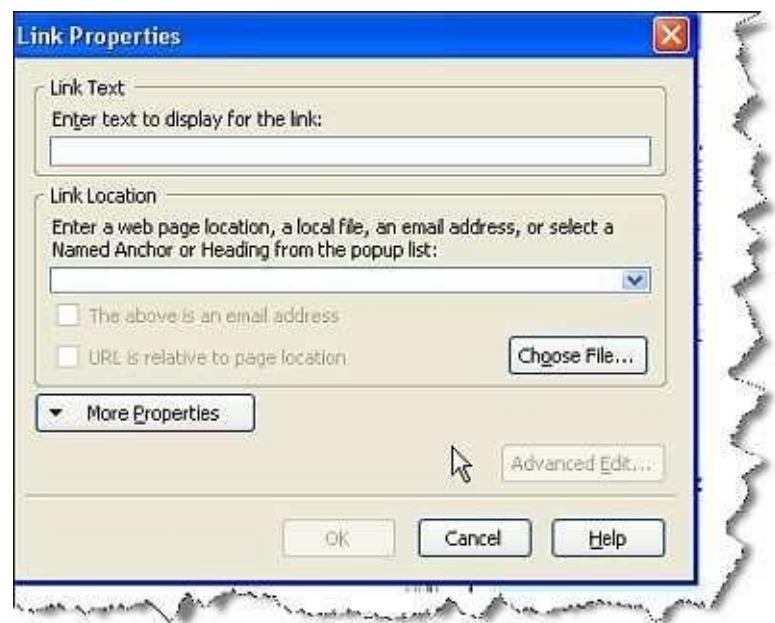 Link Properties
Link Text
Enter text to display for the link:
Link Location
Enter a web page location, a local file, an email address, or select a
Named Anchor or Heading from the popup list:
The above is an email address
URL is relative to page location
Choose File...
More Properties
Advanced Edit...
OK
Cancel
Help